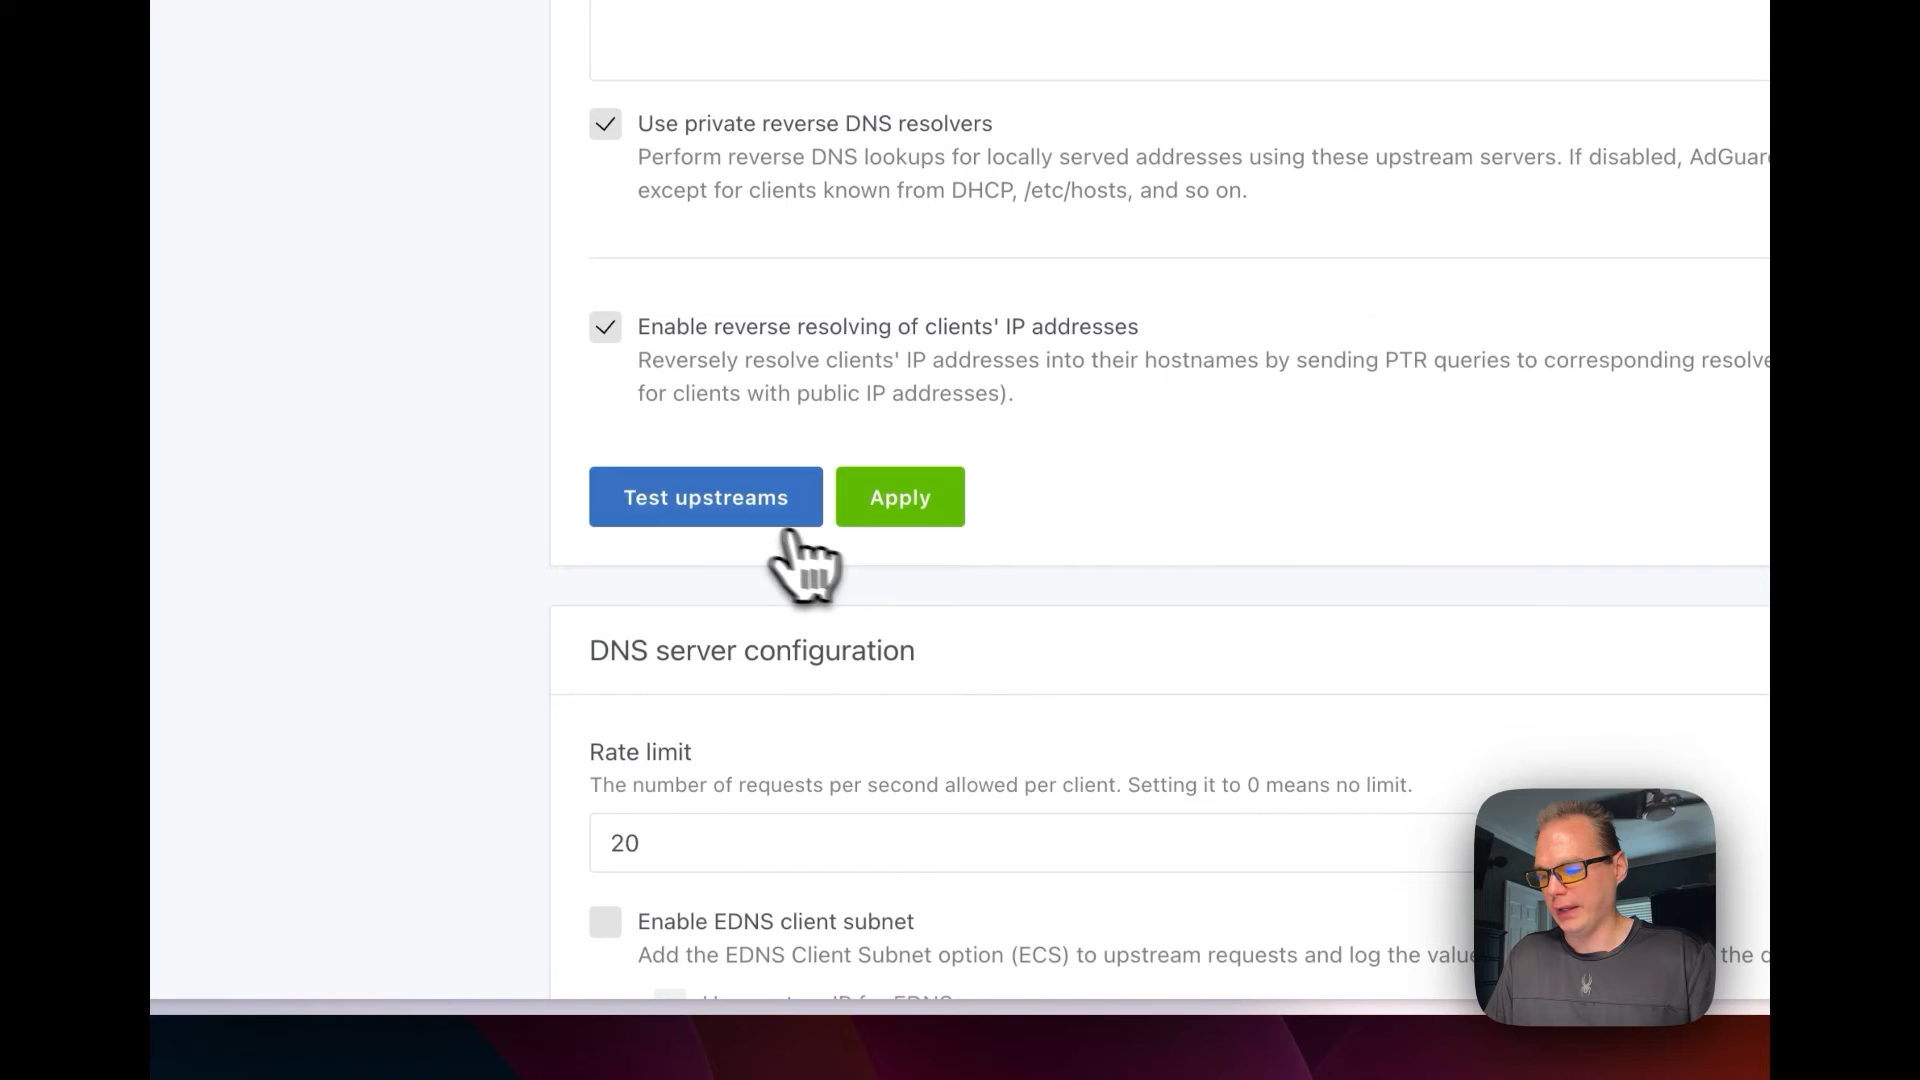 Use private reverse DNS resolvers
Perform reverse DNS lookups for locally served addresses using these upstream servers. If disabled, AdGuar
except for clients known from DHCP, /etc/hosts, and so on.
Enable reverse resolving of clients' IP addresses
Reversely resolve clients' IP addresses into their hostnames by sending PTR queries to corresponding resolve
for clients with public IP addresses).
Test upstreams
Apply
DNS server configuration
Rate limit
The number of requests per second allowed per client. Setting it to 0 means no limit.
20
Enable EDNS client subnet
Add the EDNS Client Subnet option (ECS) to upstream requests and log the value the